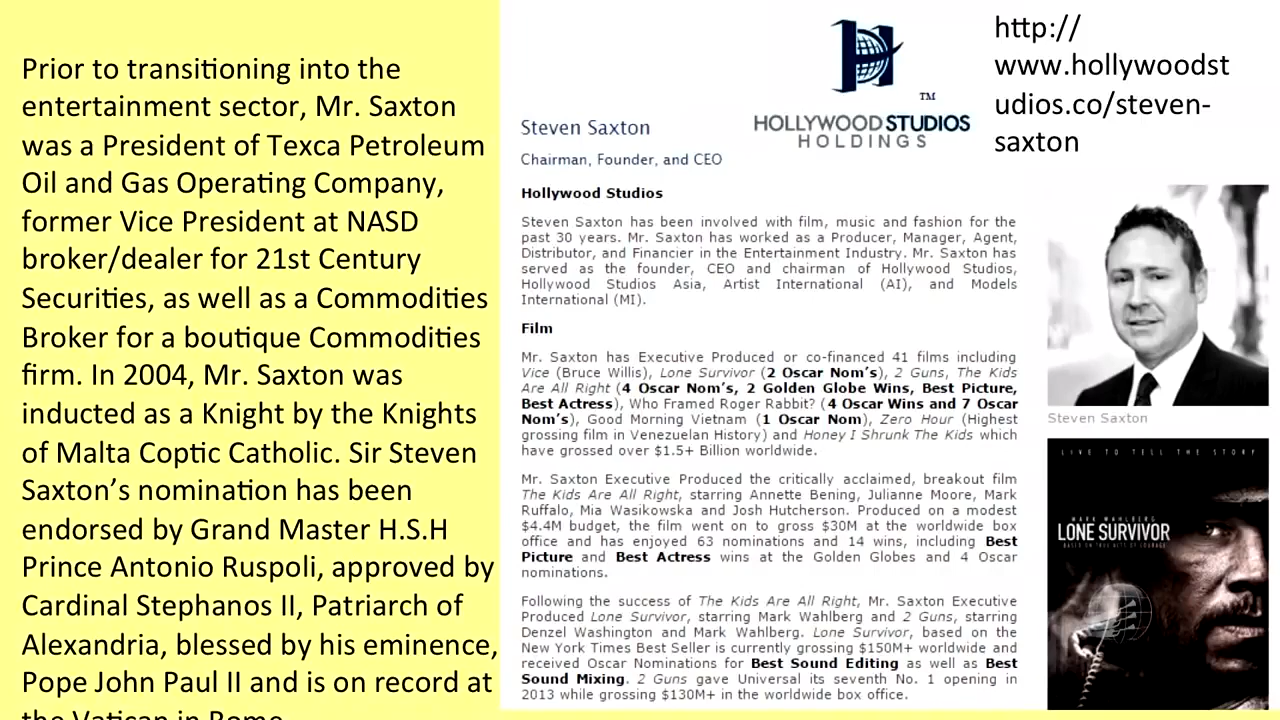 Prior to transitioning into the
entertainment sector, Mr. Saxton
was a President of Texca Petroleum
Oil and Gas Operating Company,
former Vice President at NASD
broker/dealer for 21st Century
Securities, as well as a Commodities
Broker for a boutique Commodities
firm. In 2004, Mr. Saxton was
inducted as a Knight by the Knights
of Malta Coptic Catholic. Sir Steven
Saxton's nomination has been
endorsed by Grand Master H.S.H
Prince Antonio Ruspoli, approved by
Cardinal Stephanos II, Patriarch of
Alexandria, blessed by his eminence,
Pope John Paul II and is on record at
the Vatican in Rome
H
TM
HOLLYWOODSTUDIOS
HOLDINGS
http://
www.hollywoodst
udios.co/steven-
saxton
Steven Saxton
Chairman, Founder, and CEO
Hollywood Studios
Steven Saxton has been involved with film, music and fashion for the
past 30 years. Mr. Saxton has worked as a Producer, Manager, Agent,
Distributor, and Financier in the Entertainment Industry. Mr. Saxton has
served as the founder, CEO and chairman of Hollywood Studios,
Hollywood Studios Asia, Artist International (AI), and Models
International (MI).
Film
Mr. Saxton has Executive Produced or co-financed 41 films including
Vice (Bruce Willis), Lone Survivor (2 Oscar Nom's), 2 Guns, The Kids
Are All Right (4 Oscar Nom's, 2 Golden Globe Wins, Best Picture,
Best Actress), Who Framed Roger Rabbit? (4 Oscar Wins and 7 Oscar
Nom's), Good Morning Vietnam (1 Oscar Nom), Zero Hour (Highest
grossing film in Venezuelan History) and Honey I Shrunk The Kids which
have grossed over $1.5+ Billion worldwide.
Mr. Saxton Executive Produced the critically acclaimed, breakout film
The Kids Are All Right, starring Annette Bening, Julianne Moore, Mark
Ruffalo, Mia Wasikowska and Josh Hutcherson. Produced on a modest
$4.4M budget, the film went on to gross $30M at the worldwide box
office and has enjoyed 63 nominations and 14 wins, including Best
Picture and Best Actress wins at the Golden Globes and 4 Oscar
nominations.
Following the success of The Kids Are All Right, Mr. Saxton Executive
Produced Lone Survivor, starring Mark Wahlberg and 2 Guns, starring
Denzel Washington and Mark Wahlberg. Lone Survivor, based on the
New York Times Best Seller is currently grossing $150M+ worldwide and
received Oscar Nominations for Best Sound Editing as well as Best
Sound Mixing. 2 Guns gave Universal its seventh No. 1 opening in
2013 while grossing $130M+ in the worldwide box office.
Steven Saxton
LIVE TO TELL THE STORY
MARK WAHLBERG
LONE SURVIVOR
BASED ON TRUE ACTS OF COURAGE